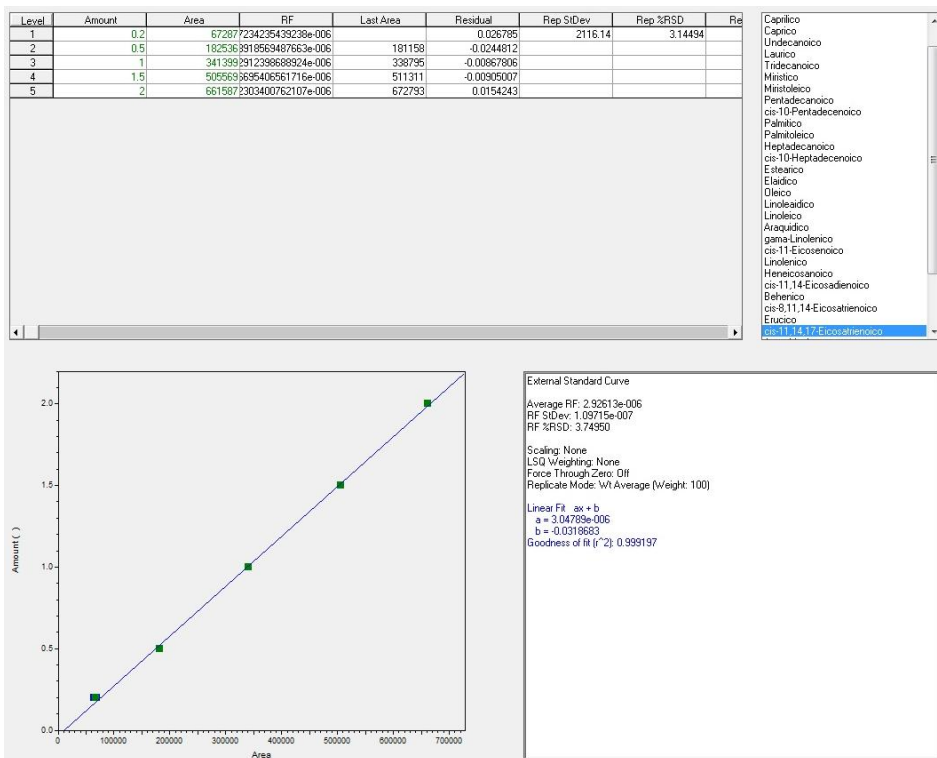 Level Amount Area RF Last Area Residual Rep StDev Rep %RSD Re
1 0.2 67287 7234235439238e-006 0.026785 2116.14 3.14494
2 0.5 182536 3918569487663e-006 181158 -0.0244812
3 1 341399 2912398688924e-006 338795 -0.00867806
4 1.5 505569 6695406561716e-006 511311 -0.00905007
5 2 661587 2303400762107e-006 672793 0.0154243
Caprilico
Caprico
Undecanoico
Laurico
Tridecanoico
Miristico
Miristoleico
Pentadecanoico
cis-10-Pentadecenoico
Palmitico
Palmitoleico
Heptadecanoico
cis-10-Heptadecenoico
Estearico
Elaidico
Oleico
Linoleaidico
Linoleico
Araquidico
gama-Linolenico
cis-11-Eicosenoico
Linolenico
Heneicosanoico
cis-11,14-Eicosadienoico
Behenico
cis-8,11,14-Eicosatrienoico
Erucico
cis-11,14,17-Eicosatrienoico
Amount ( )
2.0
1.5
1.0
0.5
0.0
0 100000 200000 300000 400000 500000 600000 700000
Area
External Standard Curve
Average RF: 2.92613e-006
RF StDev: 1.09715e-007
RF %RSD: 3.74950
Scaling: None
LSQ Weighting: None
Force Through Zero: Off
Replicate Mode: Wt Average (Weight: 100)
Linear Fit ax + b
a = 3.04789e-006
b = -0.0318683
Goodness of fit (r^2): 0.999197